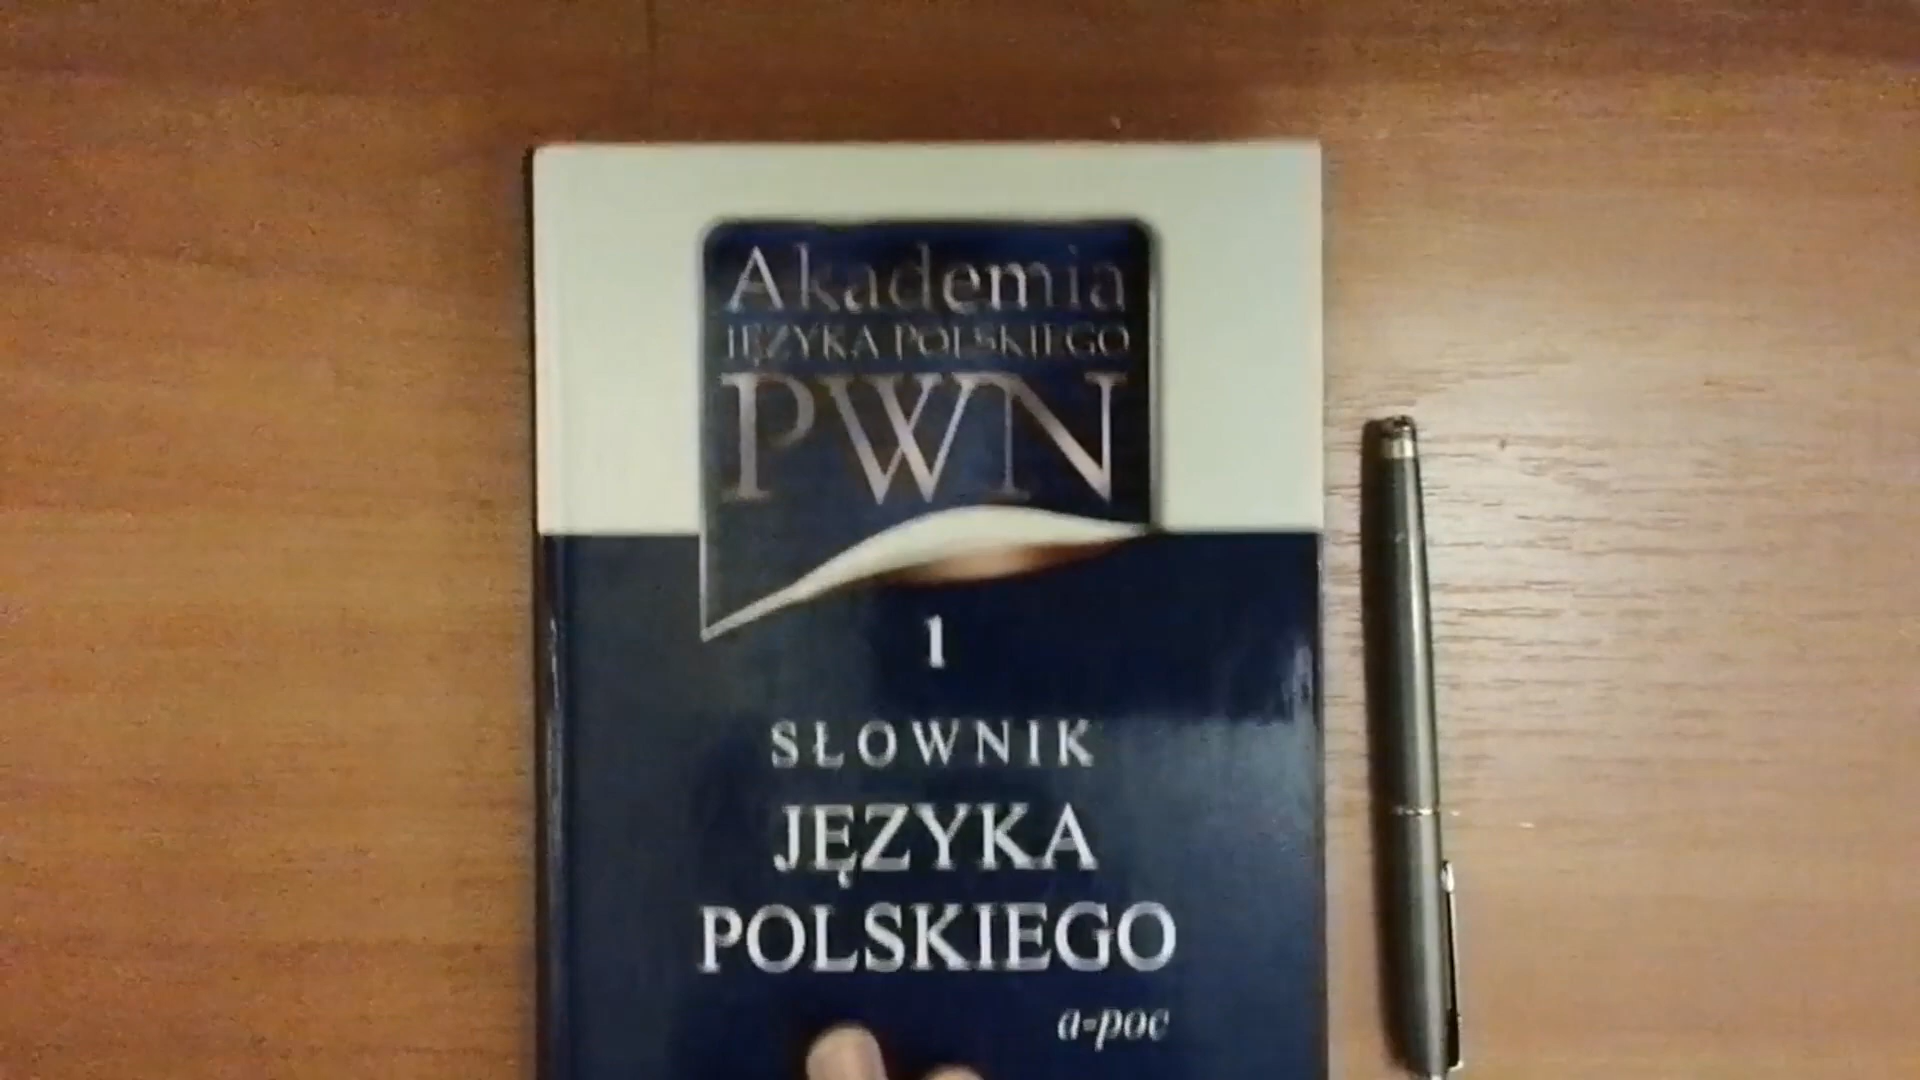 Akademia
JĘZYKA POLSKIEGO
PWN
1
SŁOWNIK
JĘZYKA
POLSKIEGO
a-poc